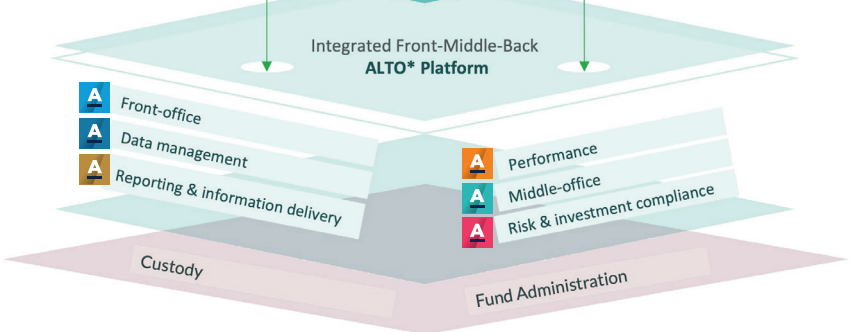 Integrated Front-Middle-Back
ALTO* Platform
A Front-office
A Data management
A Reporting & information delivery
A Performance
A Middle-office
A Risk & investment compliance
Custody
Fund Administration